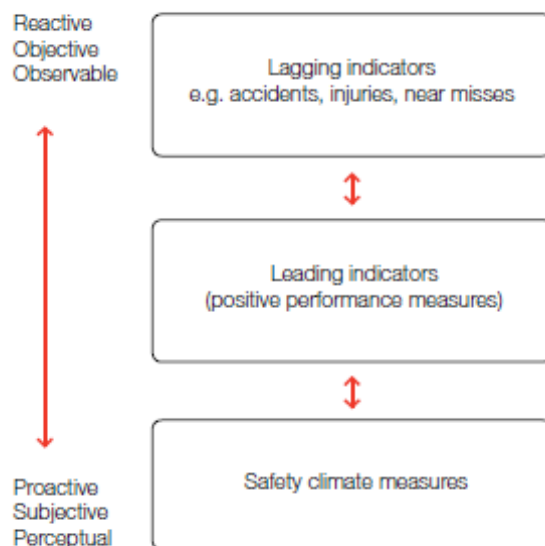 Reactive
Objective
Observable
Lagging indicators
e.g. accidents, injuries, near misses
Leading indicators
(positive performance measures)
Safety climate measures
Proactive
Subjective
Perceptual